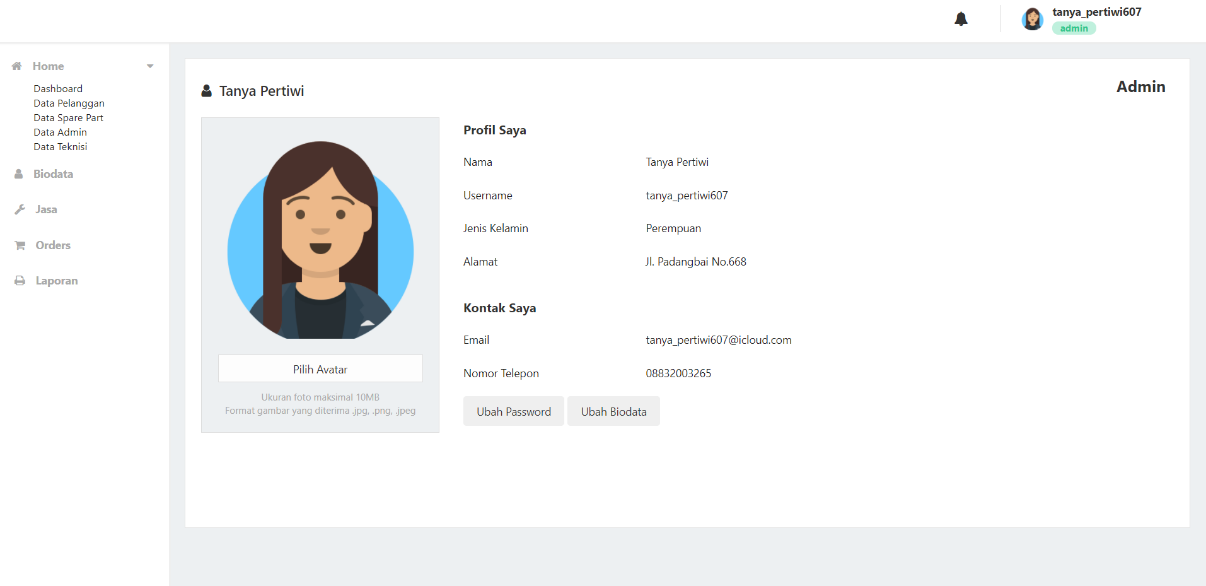 tanya_pertiwi607
admin
Home
Dashboard
Data Pelanggan
Data Spare Part
Data Admin
Data Teknisi
Biodata
Jasa
Orders
Laporan
Tanya Pertiwi
Admin
Pilih Avatar
Ukuran foto maksimal 10MB
Format gambar yang diterima .jpg, .png, .jpeg
Profil Saya
Nama Tanya Pertiwi
Username tanya_pertiwi607
Jenis Kelamin Perempuan
Alamat Jl. Padangbai No.668
Kontak Saya
Email tanya_pertiwi607@icloud.com
Nomor Telepon 08832003265
Ubah Password Ubah Biodata